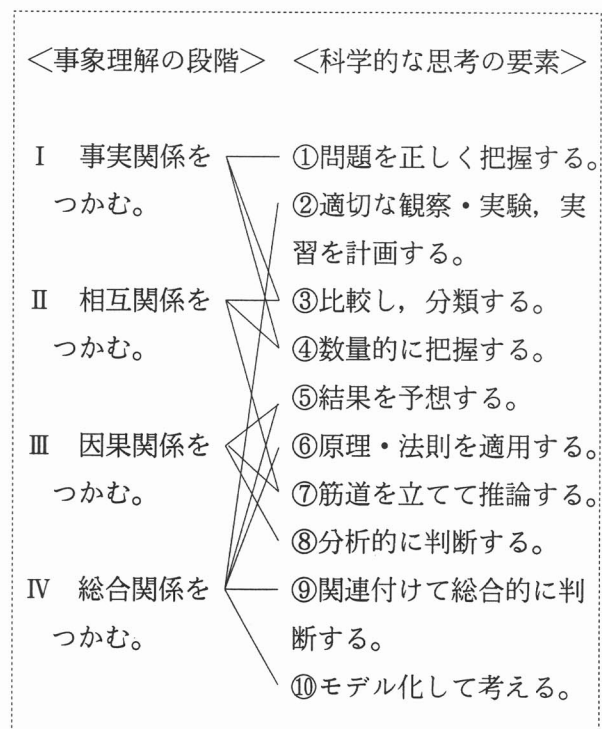 ＜事象理解の段階＞ ＜科学的な思考の要素＞
Ⅰ 事実関係を
つかむ。
Ⅱ 相互関係を
つかむ。
Ⅲ 因果関係を
つかむ。
Ⅳ 総合関係を
つかむ。
①問題を正しく把握する。
②適切な観察・実験，実
習を計画する。
③比較し，分類する。
④数量的に把握する。
⑤結果を予想する。
⑥原理・法則を適用する。
⑦筋道を立てて推論する。
⑧分析的に判断する。
⑨関連付けて総合的に判
断する。
⑩モデル化して考える。